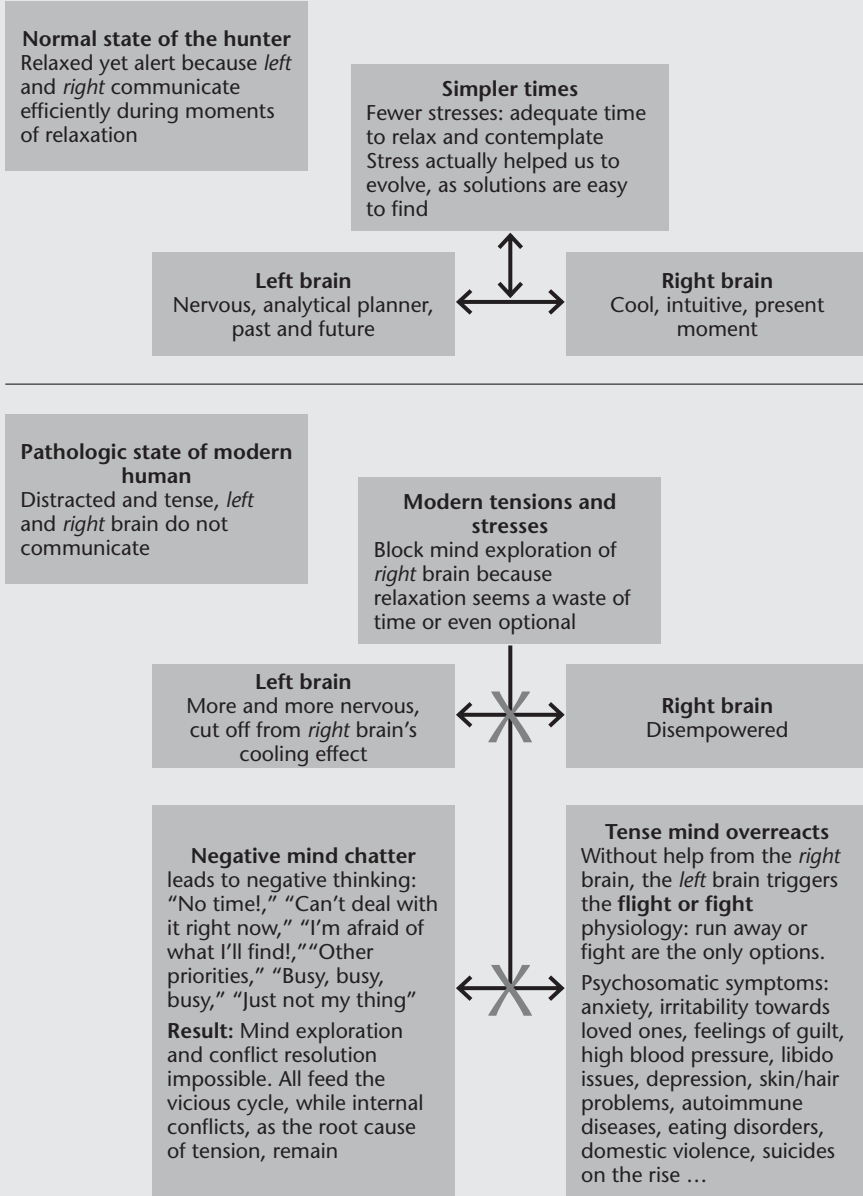 Normal state of the hunter
Relaxed yet alert because left
and right communicate
efficiently during moments
of relaxation
Simpler times
Fewer stresses: adequate time
to relax and contemplate
Stress actually helped us to
evolve, as solutions are easy
to find
Left brain
Nervous, analytical planner,
past and future
Right brain
Cool, intuitive, present
moment
Pathologic state of modern
human
Distracted and tense, left
and right brain do not
communicate
Modern tensions and
stresses
Block mind exploration of
right brain because
relaxation seems a waste of
time or even optional
Left brain
More and more nervous,
cut off from right brain’s
cooling effect
X
Right brain
Disempowered
Negative mind chatter
leads to negative thinking:
“No time!,” “Can’t deal with
it right now,” “I’m afraid of
what I’ll find!,”“Other
priorities,” “Busy, busy,
busy,” “Just not my thing”
Result: Mind exploration
and conflict resolution
impossible. All feed the
vicious cycle, while internal
conflicts, as the root cause
of tension, remain
X
Tense mind overreacts
Without help from the right
brain, the left brain triggers
the flight or fight
physiology: run away or
fight are the only options.
Psychosomatic symptoms:
anxiety, irritability towards
loved ones, feelings of guilt,
high blood pressure, libido
issues, depression, skin/hair
problems, autoimmune
diseases, eating disorders,
domestic violence, suicides
on the rise …